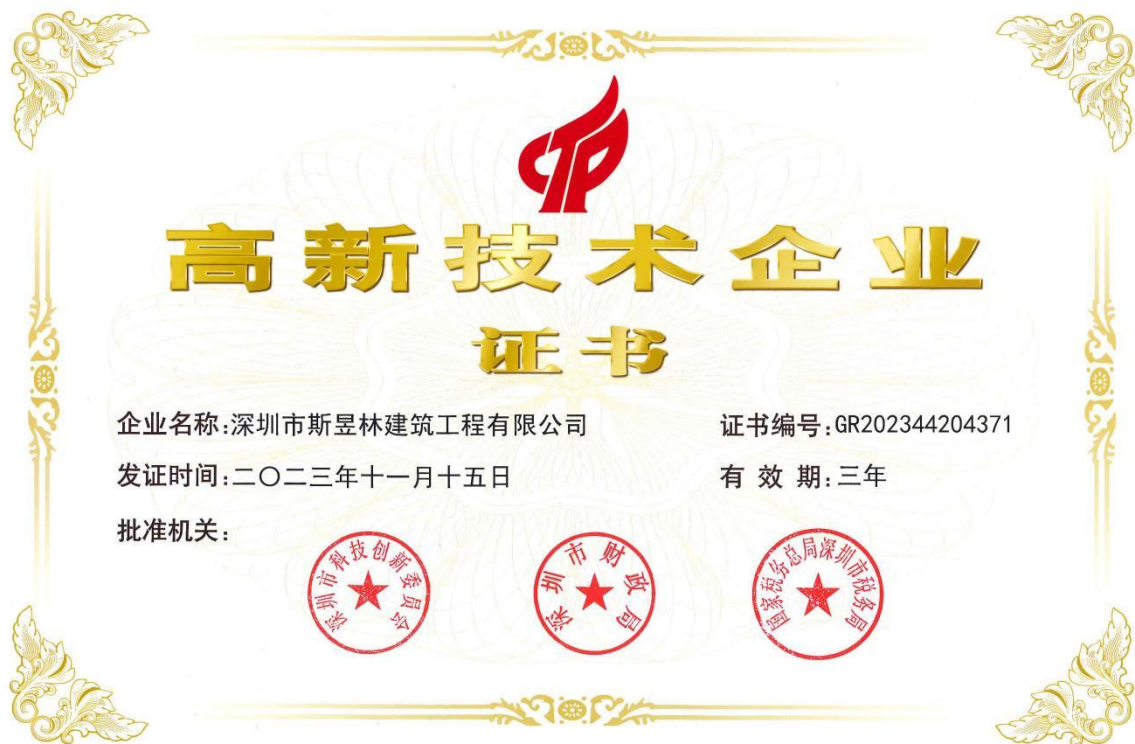 高新技术企业
证书
企业名称:深圳市斯昱林建筑工程有限公司
证书编号:GR202344204371
发证时间:二〇二三年十一月十五日
有 效 期:三年
批准机关:
深圳市科技创新委员会
深圳市财政局
国家税务总局深圳市税务局